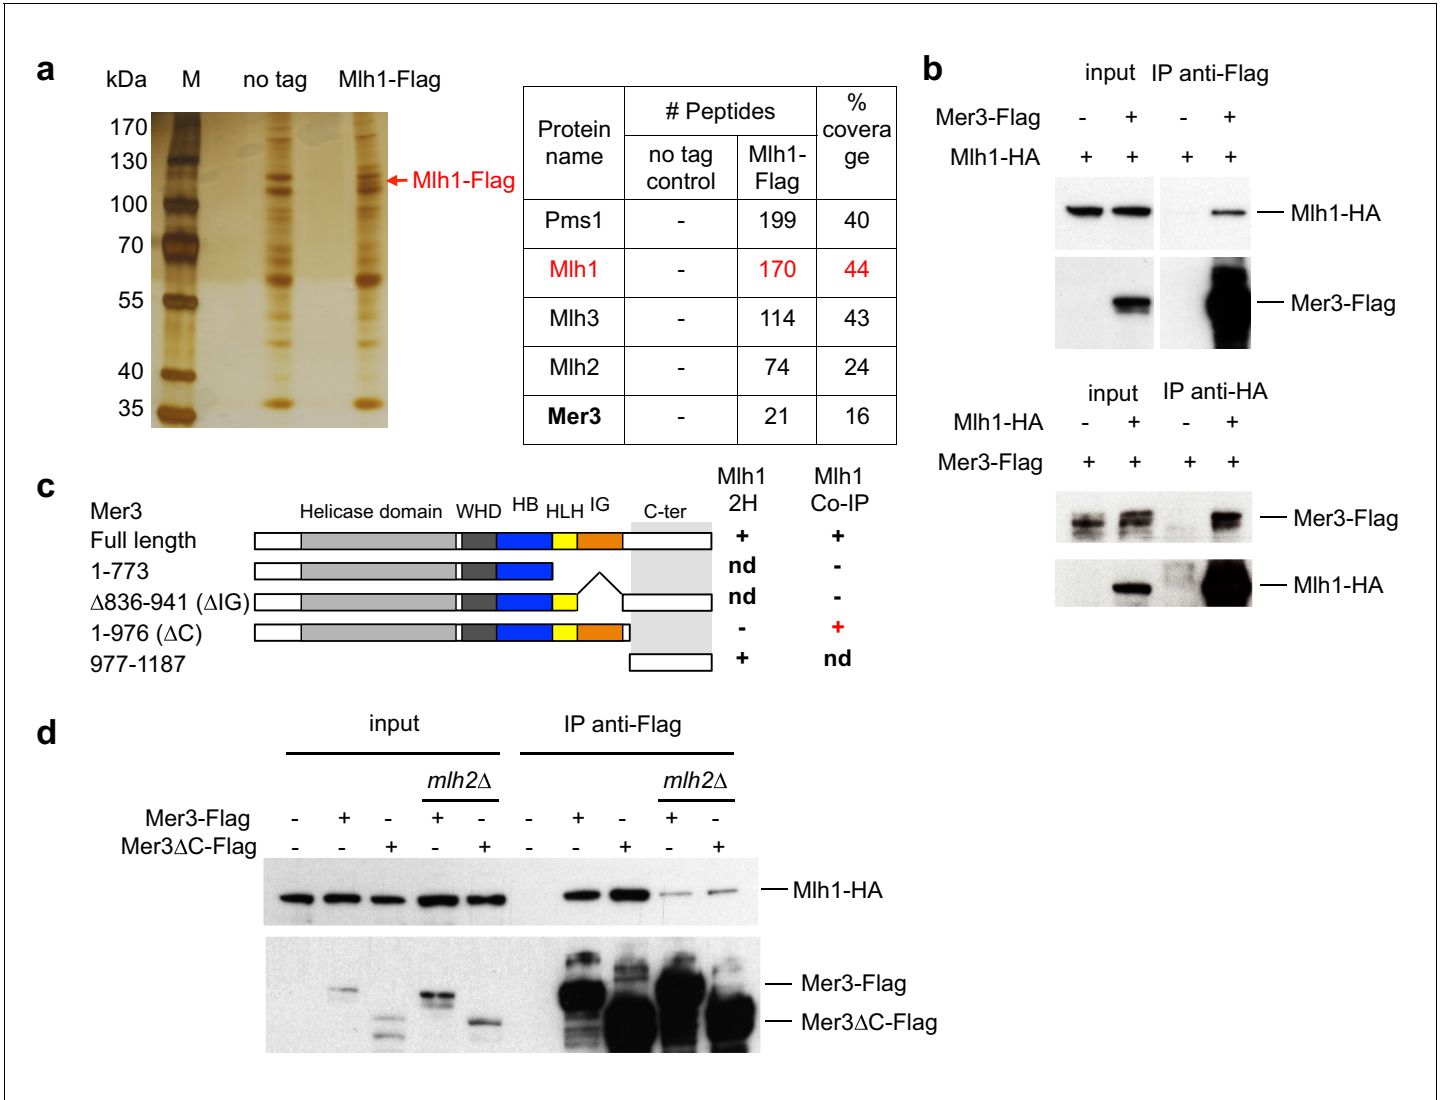 a
kDa M no tag Mlh1-Flag
170
130
100
70
55
40
35
Mlh1-Flag
Protein name # Peptides % covera ge
no tag control Mlh1-Flag
Pms1 - 199 40
Mlh1 - 170 44
Mlh3 - 114 43
Mlh2 - 74 24
Mer3 - 21 16
b
input IP anti-Flag
Mer3-Flag - + - +
Mlh1-HA + + + +
Mlh1-HA
Mer3-Flag
input IP anti-HA
Mlh1-HA - + - +
Mer3-Flag + + + +
Mer3-Flag
Mlh1-HA
c
Mlh1 2H Mlh1 Co-IP
Mer3 Helicase domain WHD HB HLH IG C-ter
Full length + +
1-773 nd -
Δ836-941 (ΔIG) nd -
1-976 (ΔC) - +
977-1187 + nd
d
input IP anti-Flag
mlh2Δ mlh2Δ
Mer3-Flag - + - + - - + - + -
Mer3ΔC-Flag - - + - + - - + - +
Mlh1-HA
Mer3-Flag
Mer3ΔC-Flag